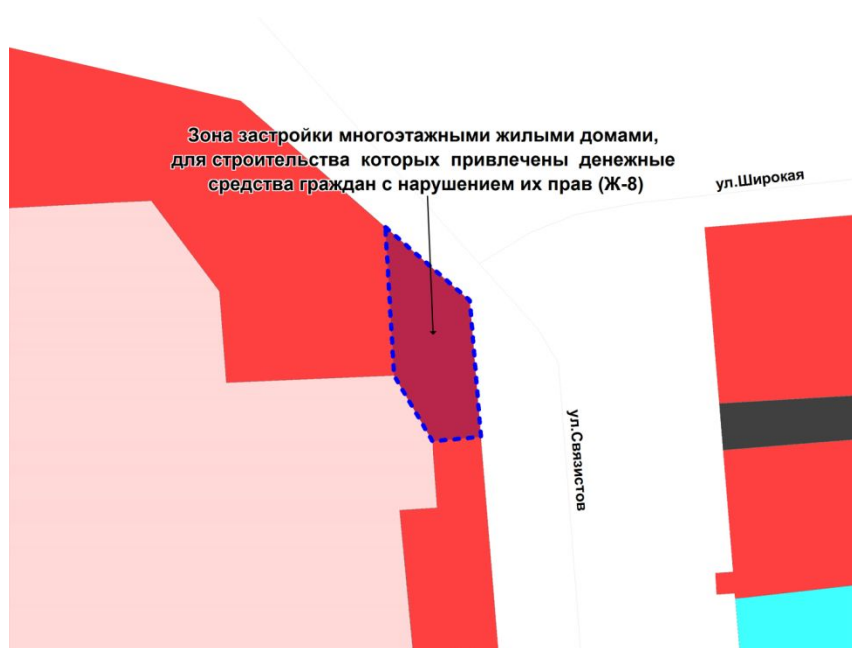 Зона застройки многоэтажными жилыми домами,
для строительства которых привлечены денежные
средства граждан с нарушением их прав (Ж-8)
ул.Широкая
ул.Связистов